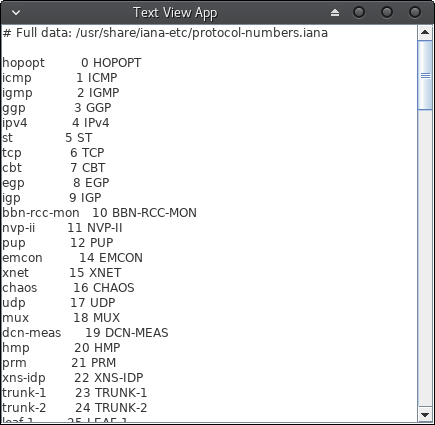 Text View App
# Full data: /usr/share/iana-etc/protocol-numbers.iana
hopopt 0 HOPOPT
icmp 1 ICMP
igmp 2 IGMP
ggp 3 GGP
ipv4 4 IPv4
st 5 ST
tcp 6 TCP
cbt 7 CBT
egp 8 EGP
igp 9 IGP
bbn-rcc-mon 10 BBN-RCC-MON
nvp-ii 11 NVP-II
pup 12 PUP
emcon 14 EMCON
xnet 15 XNET
chaos 16 CHAOS
udp 17 UDP
mux 18 MUX
dcn-meas 19 DCN-MEAS
hmp 20 HMP
prm 21 PRM
xns-idp 22 XNS-IDP
trunk-1 23 TRUNK-1
trunk-2 24 TRUNK-2
leaf-1 25 LEAF-1